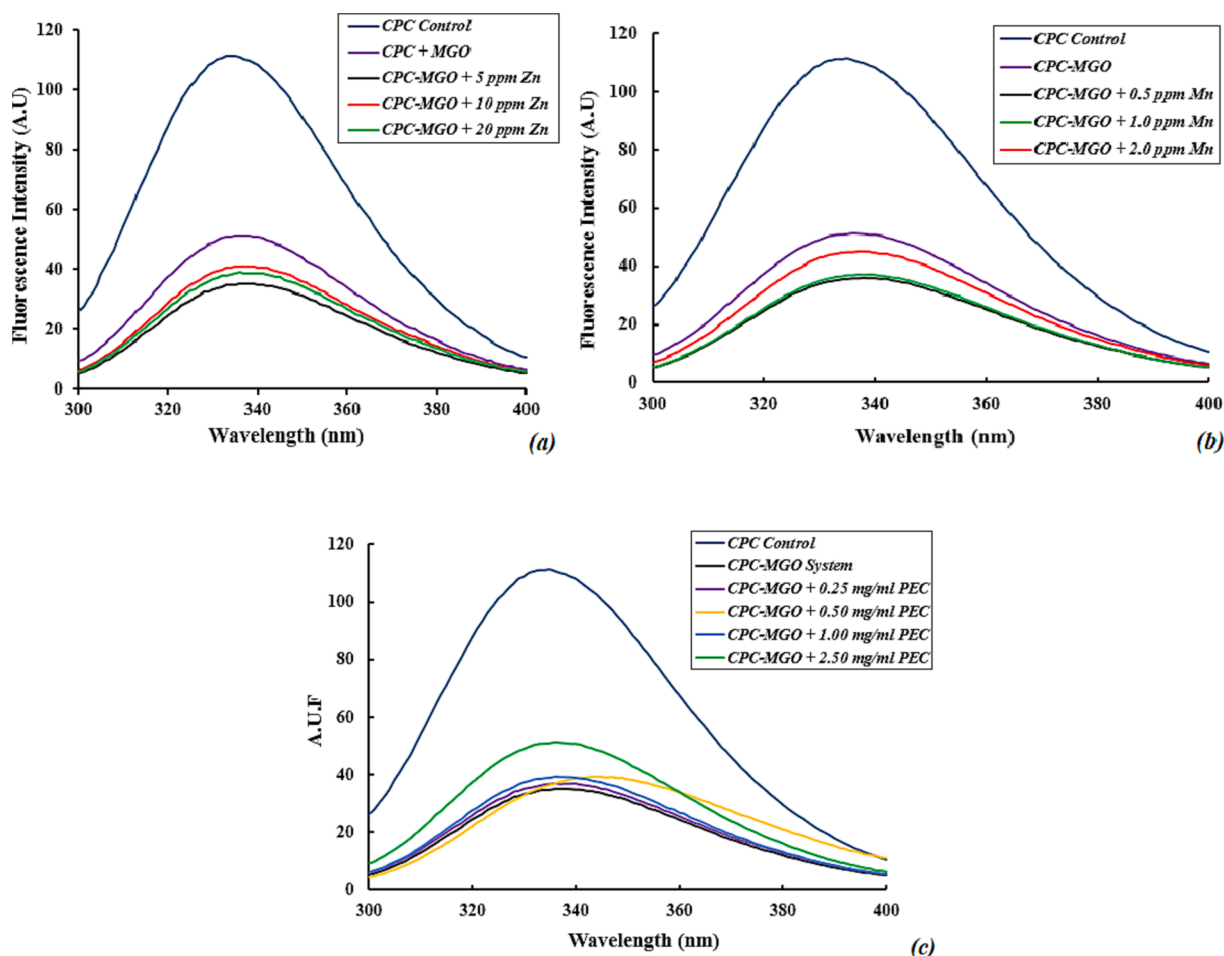 120
100
80
60
40
20
0
Fluorescence Intensity (A.U)
CPC Control
CPC + MGO
CPC-MGO + 5 ppm Zn
CPC-MGO + 10 ppm Zn
CPC-MGO + 20 ppm Zn
300 320 340 360 380 400
Wavelength (nm)
(a)
120
100
80
60
40
20
0
Fluorescence Intensity (A.U)
CPC Control
CPC-MGO
CPC-MGO + 0.5 ppm Mn
CPC-MGO + 1.0 ppm Mn
CPC-MGO + 2.0 ppm Mn
300 320 340 360 380 400
Wavelength (nm)
(b)
120
100
80
60
40
20
0
A.U.F
CPC Control
CPC-MGO System
CPC-MGO + 0.25 mg/ml PEC
CPC-MGO + 0.50 mg/ml PEC
CPC-MGO + 1.00 mg/ml PEC
CPC-MGO + 2.50 mg/ml PEC
300 320 340 360 380 400
Wavelength (nm)
(c)